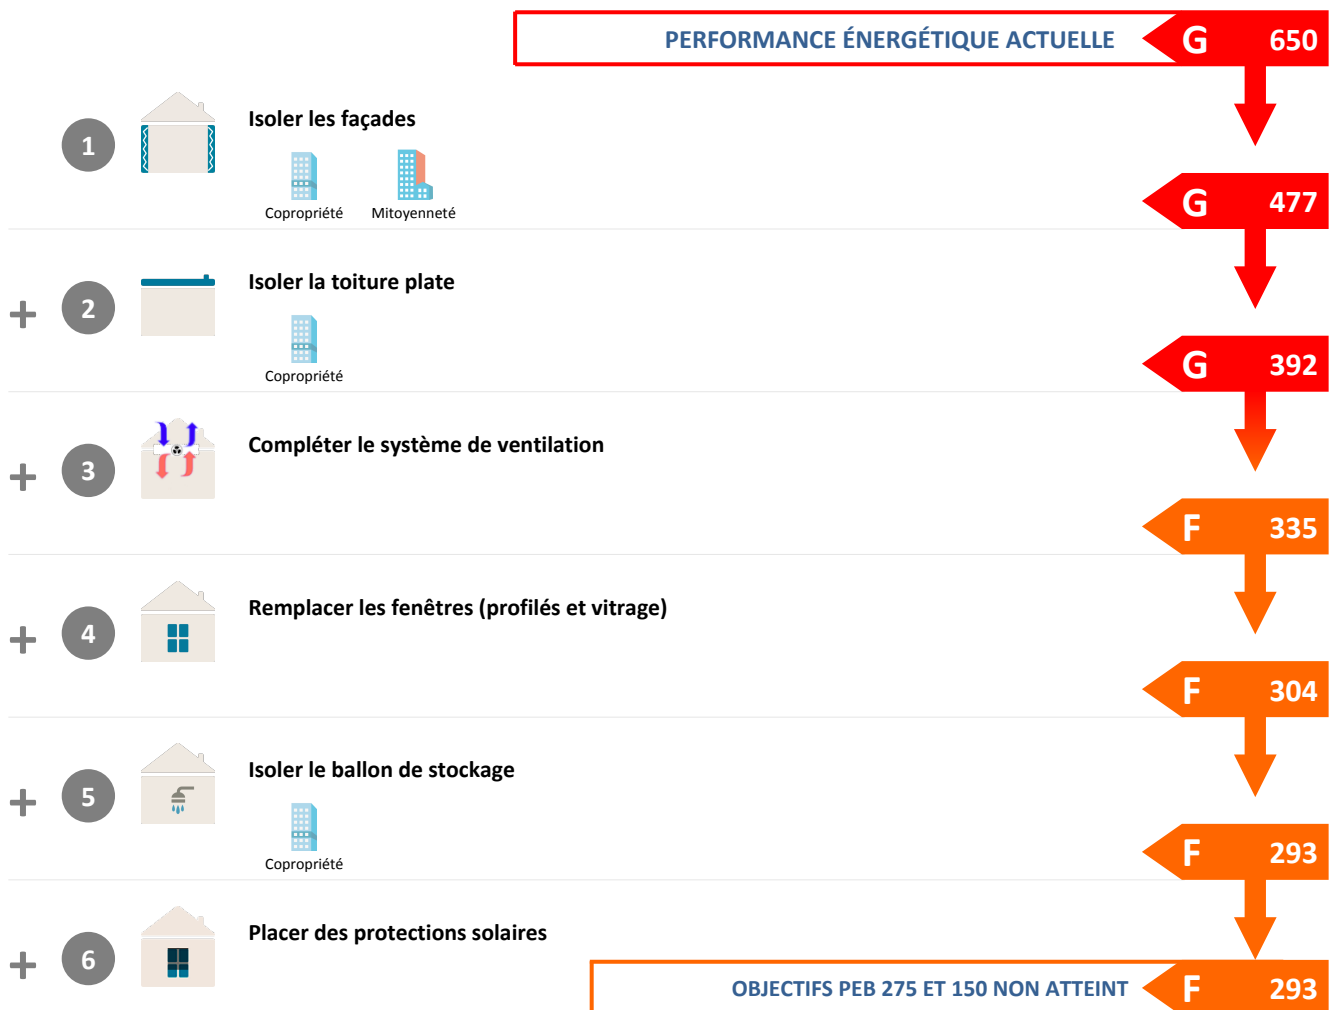 PERFORMANCE ÉNERGÉTIQUE ACTUELLE G 650
1 Isoler les façades
Copropriété Mitoyenneté
G 477
+ 2 Isoler la toiture plate
Copropriété
G 392
+ 3 Compléter le système de ventilation
F 335
+ 4 Remplacer les fenêtres (profilés et vitrage)
F 304
+ 5 Isoler le ballon de stockage
Copropriété
F 293
+ 6 Placer des protections solaires
OBJECTIFS PEB 275 ET 150 NON ATTEINT F 293